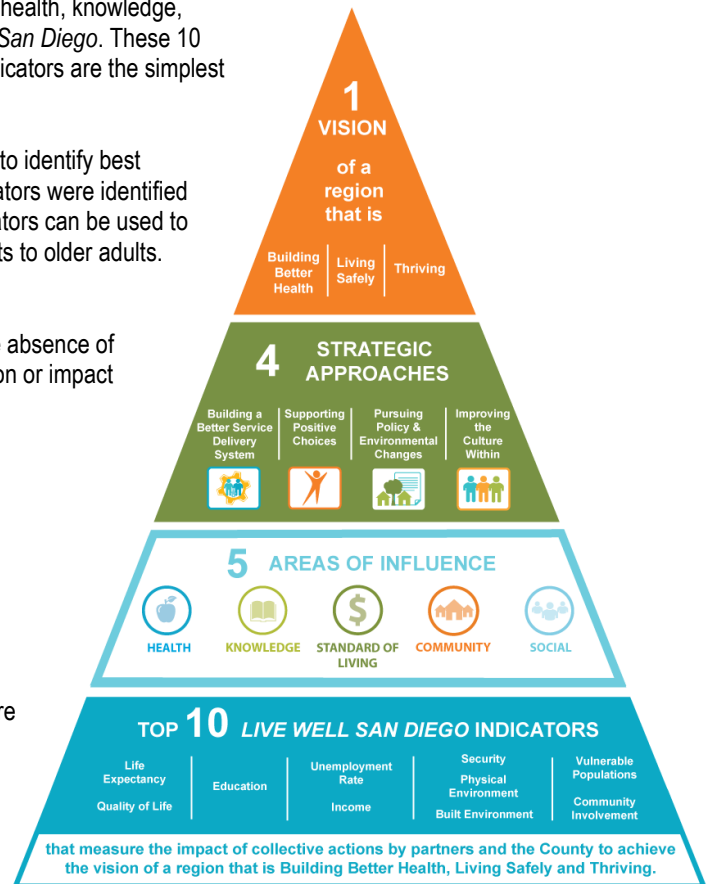 health, knowledge,
San Diego. These 10
icators are the simplest
to identify best
ators were identified
ators can be used to
ts to older adults.
absence of
on or impact
re
1
VISION
of a
region
that is
Building
Better
Health
Living
Safely
Thriving
4 STRATEGIC
APPROACHES
Building a
Better Service
Delivery
System
Supporting
Positive
Choices
Pursuing
Policy &
Environmental
Changes
Improving
the
Culture
Within
5 AREAS OF INFLUENCE
HEALTH
KNOWLEDGE
STANDARD OF
LIVING
COMMUNITY
SOCIAL
TOP 10 LIVE WELL SAN DIEGO INDICATORS
Life
Expectancy
Quality of Life
Education
Unemployment
Rate
Income
Security
Physical
Environment
Built Environment
Vulnerable
Populations
Community
Involvement
that measure the impact of collective actions by partners and the County to achieve
the vision of a region that is Building Better Health, Living Safely and Thriving.